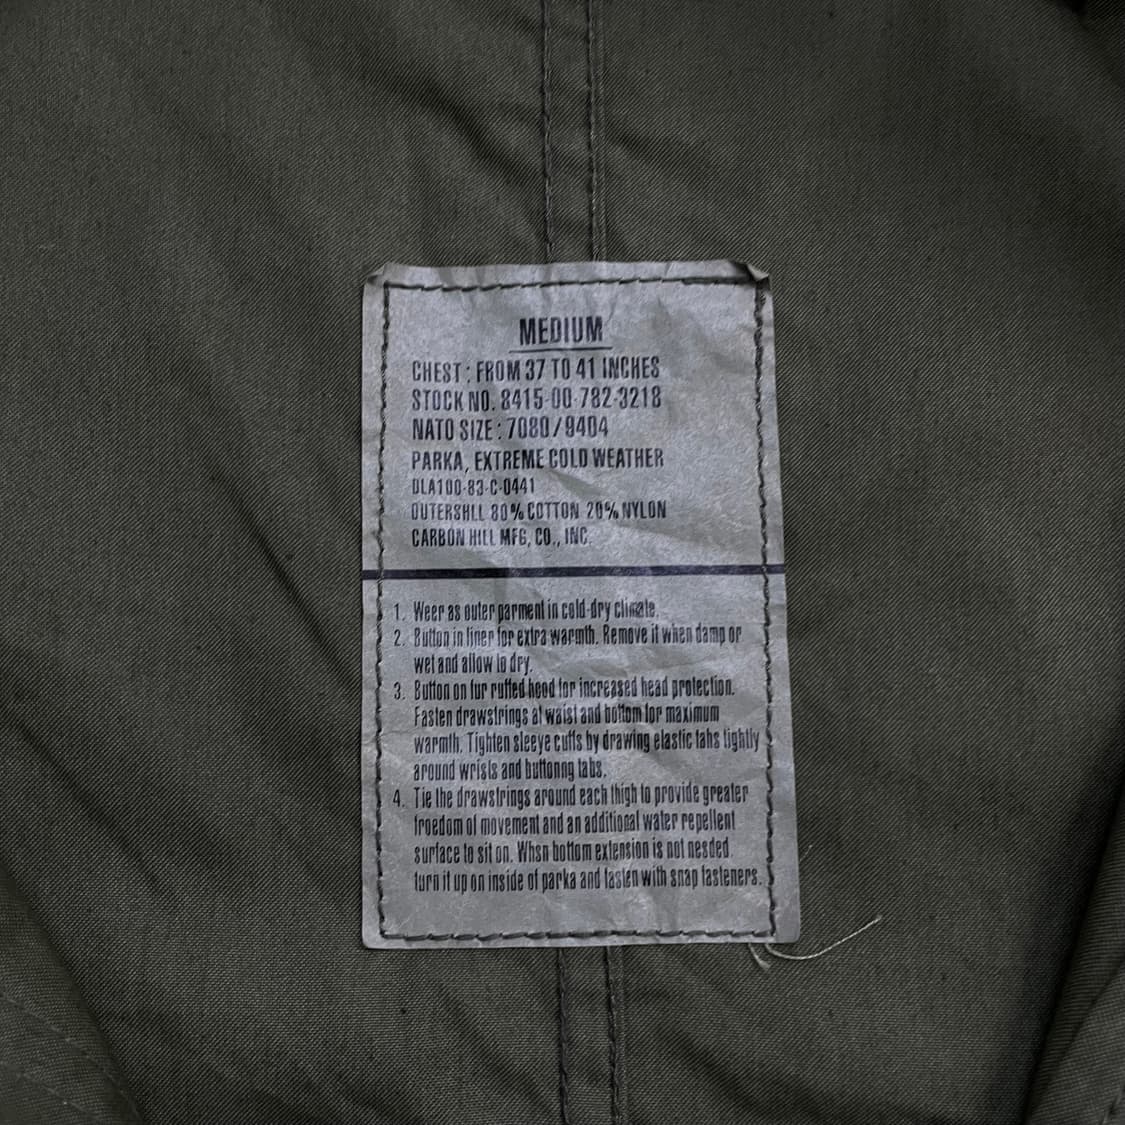 MEDIUM
CHEST : FROM 37 TO 41 INCHES
STOCK NO. 8415-00-782-3218
NATO SIZE : 7080/9404
PARKA, EXTREME COLD WEATHER
DLA100-83-C-0441
OUTERSHLL 80% COTTON 20% NYLON
CARBON HILL MFG, CO., INC.
1. Weer as outer parment in cold-dry climate.
2. Button in liner for extra warmth. Remove it when damp or
wet and allow to dry.
3. Button on fur ruffed hood for increased head protection.
Fasten drawstrings at waist and bottom for maximum
warmth. Tighten sleeye cuffs by drawing elastic tahs tightly
around wrists and buttonng tabs.
4. Tie the drawstrings around each thigh to provide greater
froedom of movement and an additional water repellent
surface to sit on. Whsn bottom extension is not nesded
turn it up on inside of parka and fasten with snap fasteners.